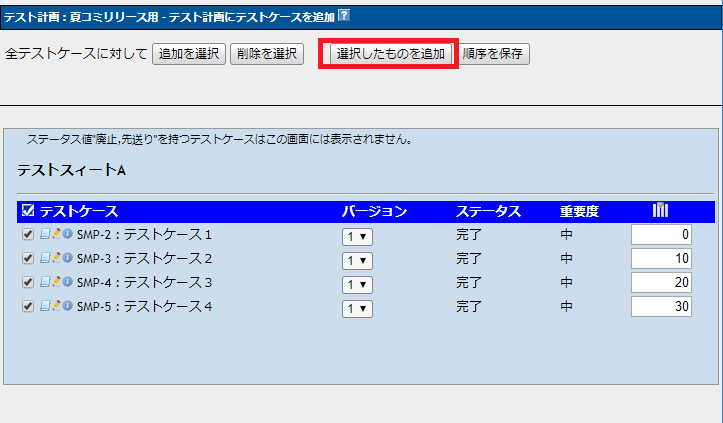 テスト計画 : 夏コミリリース用 - テスト計画にテストケースを追加 ?
全テストケースに対して 追加を選択 削除を選択 選択したものを追加 順序を保存
ステータス値"廃止,先送り"を持つテストケースはこの画面には表示されません。
テストスィートA
テストケース バージョン ステータス 重要度
SMP-2 : テストケース1 1 完了 中 0
SMP-3 : テストケース2 1 完了 中 10
SMP-4 : テストケース3 1 完了 中 20
SMP-5 : テストケース4 1 完了 中 30